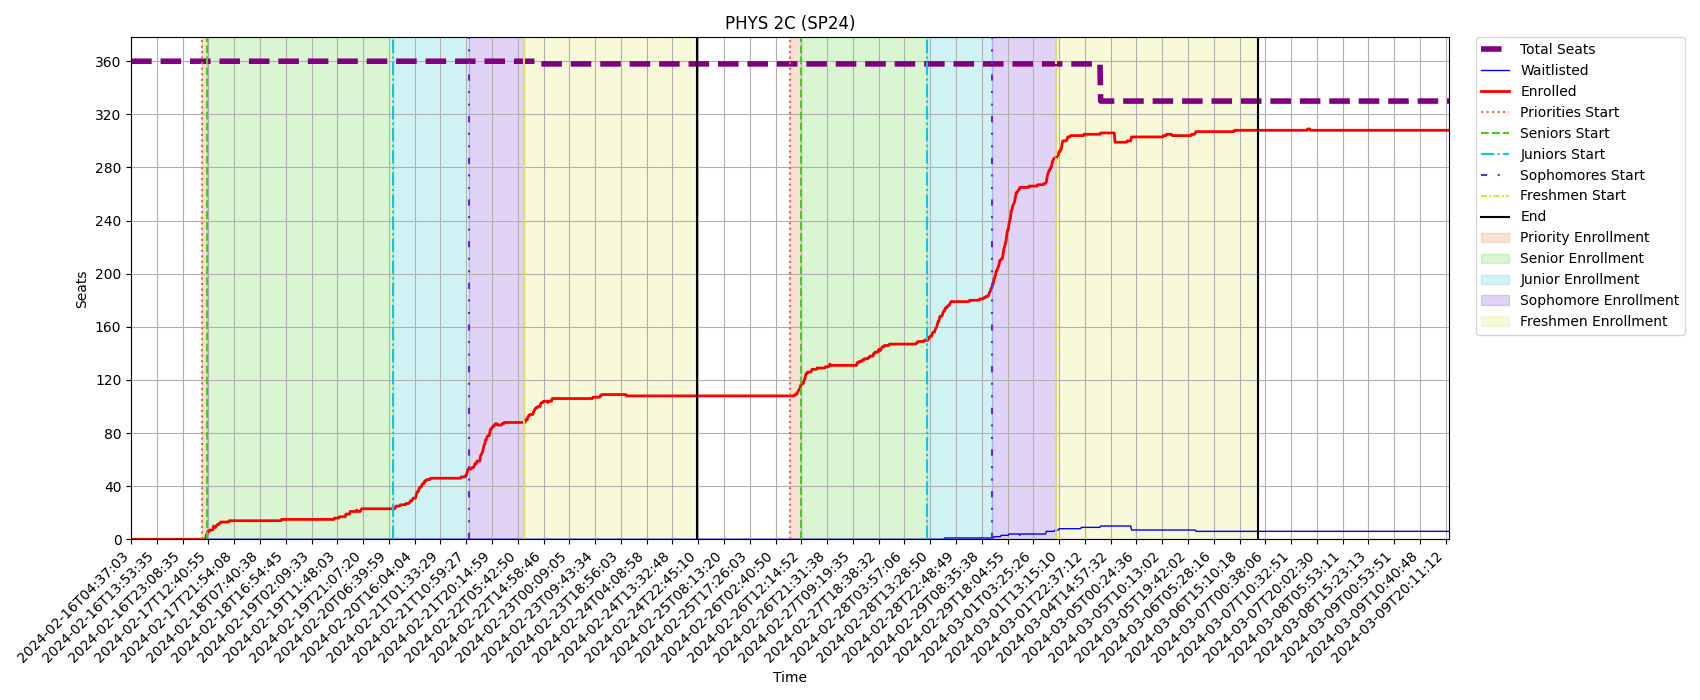 PHYS 2C (SP24)
Seats
360
320
280
240
200
160
120
80
40
0
Total Seats
Waitlisted
Enrolled
Priorities Start
Seniors Start
Juniors Start
Sophomores Start
Freshmen Start
End
Priority Enrollment
Senior Enrollment
Junior Enrollment
Sophomore Enrollment
Freshmen Enrollment
2024-02-16T04:37:03
2024-02-16T13:53:35
2024-02-16T23:08:35
2024-02-17T12:40:55
2024-02-17T21:54:08
2024-02-18T07:40:38
2024-02-18T16:54:45
2024-02-19T02:09:33
2024-02-19T11:48:03
2024-02-19T21:07:20
2024-02-20T06:39:59
2024-02-20T16:04:04
2024-02-21T01:33:29
2024-02-21T10:59:27
2024-02-21T20:14:59
2024-02-22T05:42:50
2024-02-22T14:58:46
2024-02-23T00:09:05
2024-02-23T09:43:34
2024-02-23T18:56:03
2024-02-24T04:08:58
2024-02-24T13:32:48
2024-02-24T22:45:10
2024-02-25T08:13:20
2024-02-25T17:26:03
2024-02-26T02:40:50
2024-02-26T12:14:52
2024-02-26T21:31:38
2024-02-27T09:19:35
2024-02-27T18:38:32
2024-02-28T03:57:06
2024-02-28T13:28:50
2024-02-28T22:48:49
2024-02-29T08:35:38
2024-02-29T18:04:55
2024-03-01T03:25:26
2024-03-01T13:15:10
2024-03-01T22:37:12
2024-03-04T14:57:32
2024-03-05T00:24:36
2024-03-05T10:13:02
2024-03-05T19:42:02
2024-03-06T05:28:16
2024-03-06T15:10:18
2024-03-07T00:38:06
2024-03-07T10:32:51
2024-03-07T20:02:30
2024-03-08T05:53:11
2024-03-08T15:23:13
2024-03-09T00:53:51
2024-03-09T10:40:48
2024-03-09T20:11:12
Time